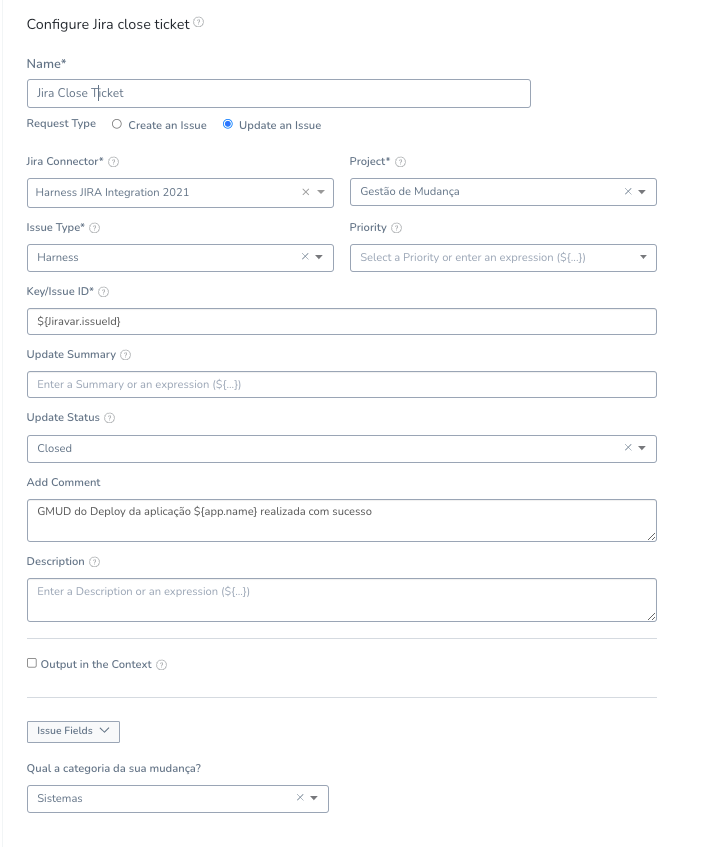 Configure Jira close ticket ?
Name*
Jira Close Ticket
Request Type Create an Issue Update an Issue
Jira Connector* ? Project* ?
Harness JIRA Integration 2021 × Gestão de Mudança ×
Issue Type* ? Priority ?
Harness × Select a Priority or enter an expression (${...})
Key/Issue ID* ?
${Jiravar.issueId}
Update Summary ?
Enter a Summary or an expression (${...})
Update Status ?
Closed ×
Add Comment
GMUD do Deploy da aplicação ${app.name} realizada com sucesso
Description ?
Enter a Description or an expression (${...})
Output in the Context ?
Issue Fields
Qual a categoria da sua mudança?
Sistemas ×